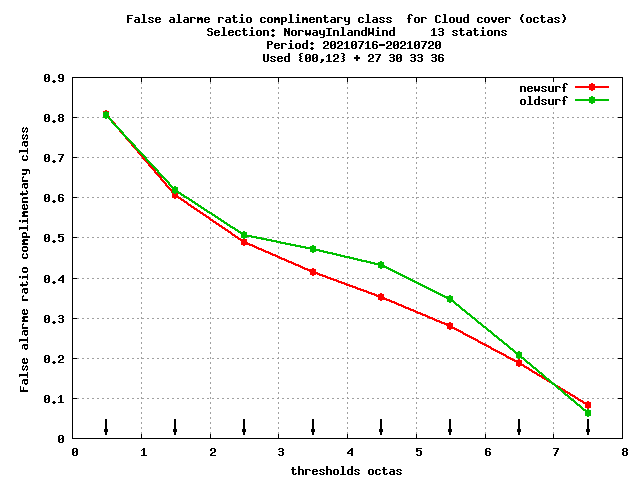 False alarme ratio complimentary class  for Cloud cover (octas)
Selection: NorwayInlandWind     13 stations
Period: 20210716-20210720
Used {00,12} + 27 30 33 36
newsurf
oldsurf
0.9
0.8
0.7
0.6
0.5
0.4
0.3
0.2
0.1
0
False alarme ratio complimentary class
0 1 2 3 4 5 6 7 8
thresholds octas